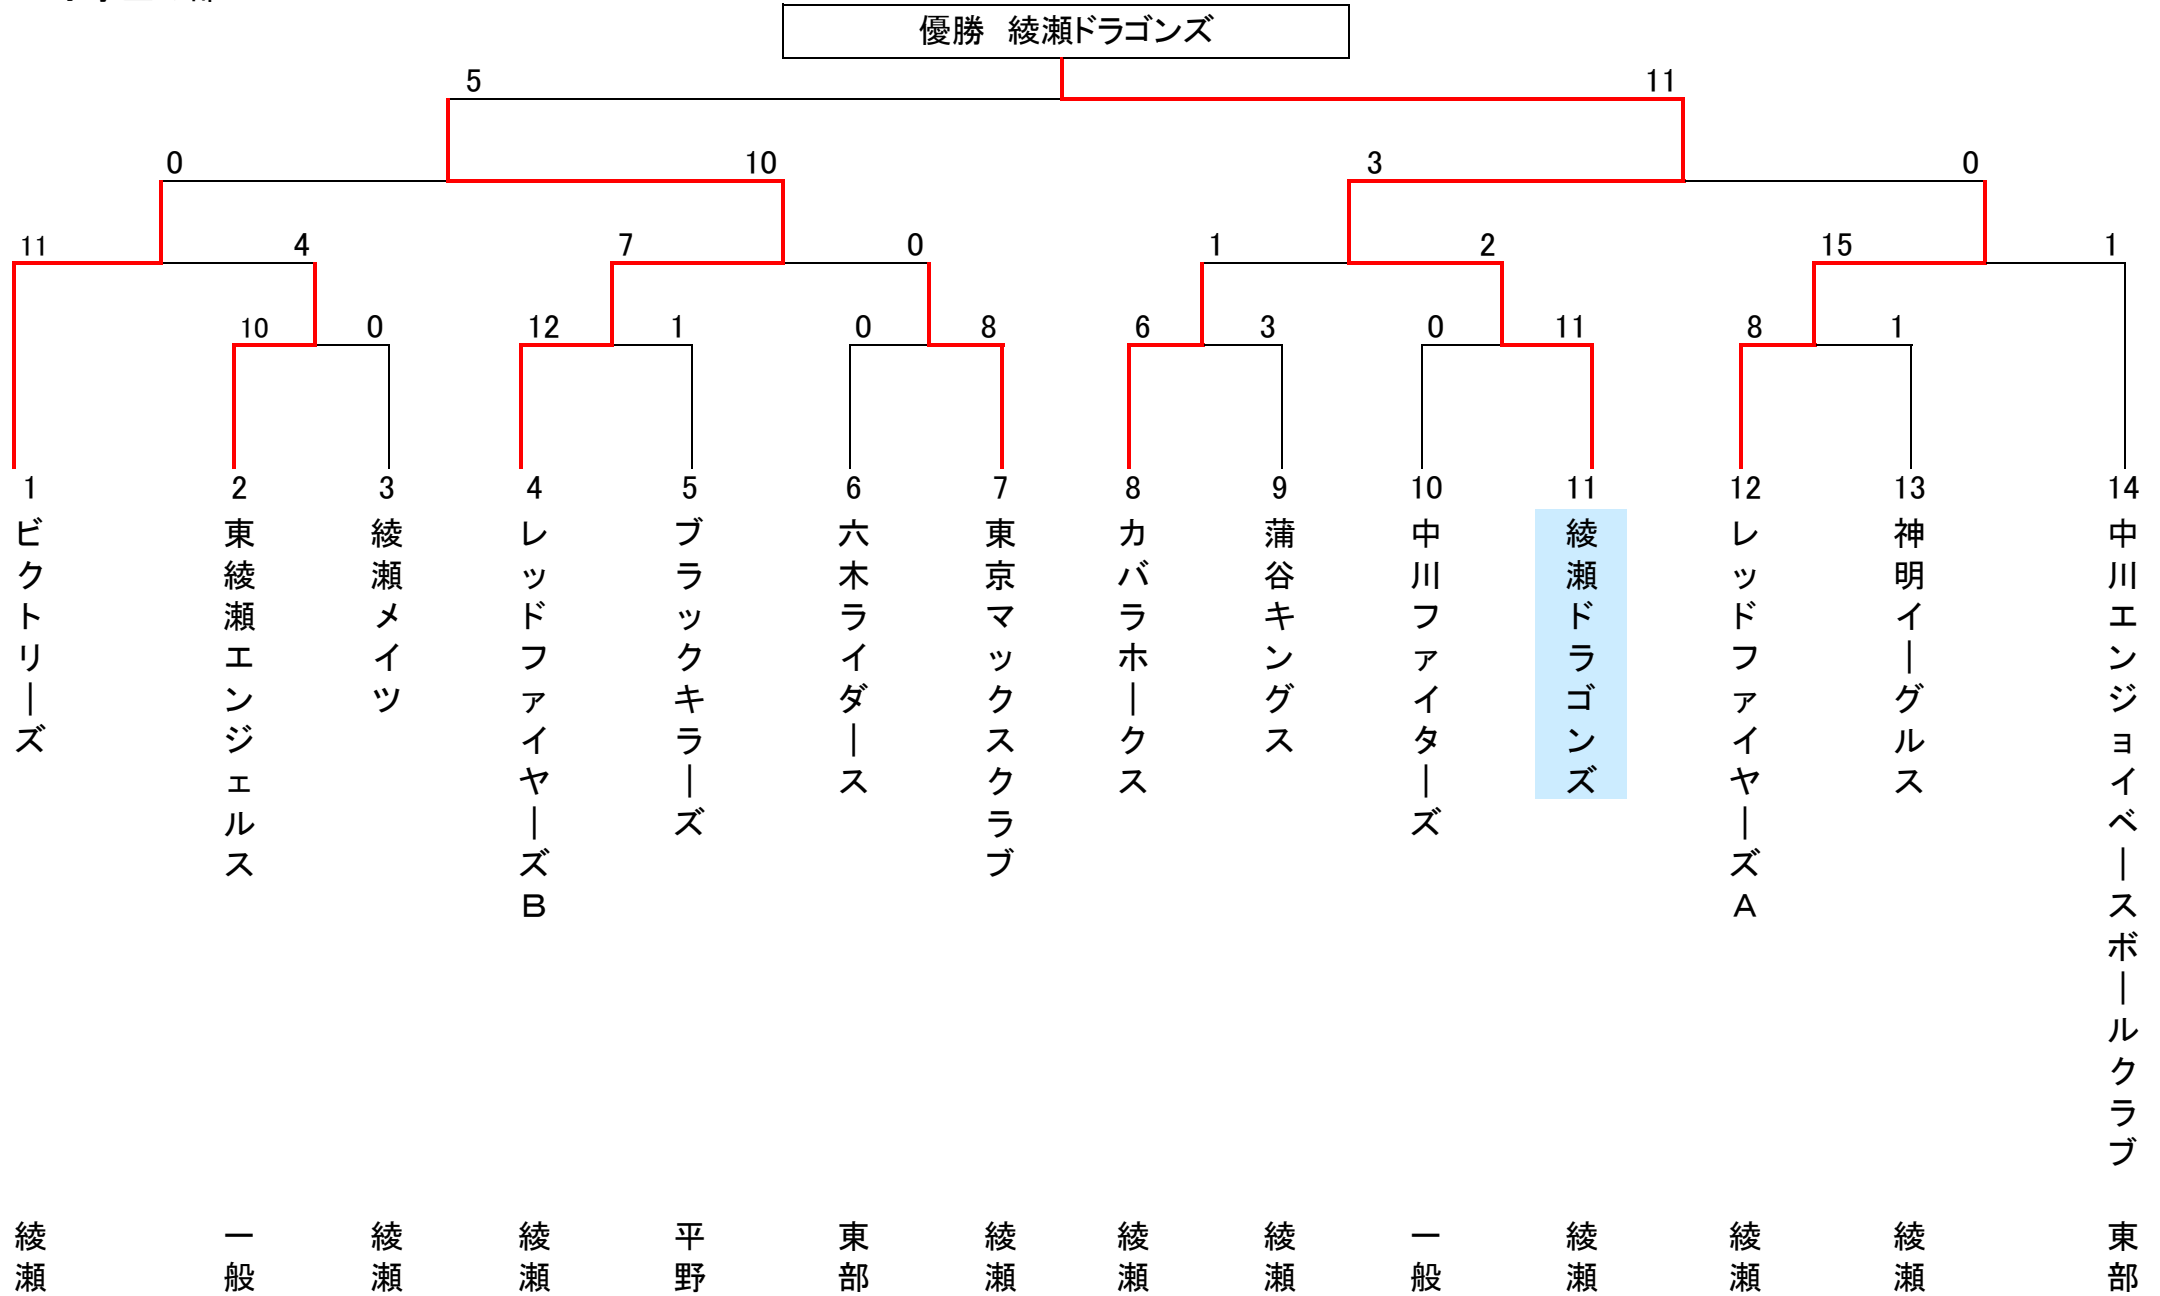 優勝　綾瀬ドラゴンズ
5 11
0 10 3 0
11 4 7 0 1 2 15 1
10 0 12 1 0 8 6 3 0 11 8 1
1 2 3 4 5 6 7 8 9 10 11 12 13 14
ビクトリーズ
東綾瀬エンジェルス
綾瀬メイツ
レッドファイヤーズB
ブラックキラーズ
六木ライダース
東京マックスクラブ
カバラホークス
蒲谷キングス
中川ファイターズ
綾瀬ドラゴンズ
レッドファイヤーズA
神明イーグルス
中川エンジョイベースボールクラブ
綾瀬
一般
綾瀬
綾瀬
平野
東部
綾瀬
綾瀬
綾瀬
一般
綾瀬
綾瀬
綾瀬
東部